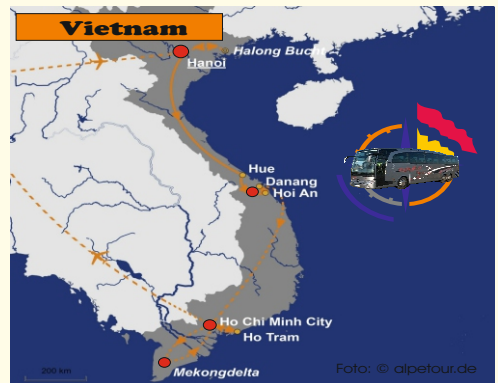 Vietnam
Halong Bucht
Hanoi
Hue
Danang
Hoi An
Ho Chi Minh City
Ho Tram
Mekongdelta
200 km
Foto: © alpetour.de